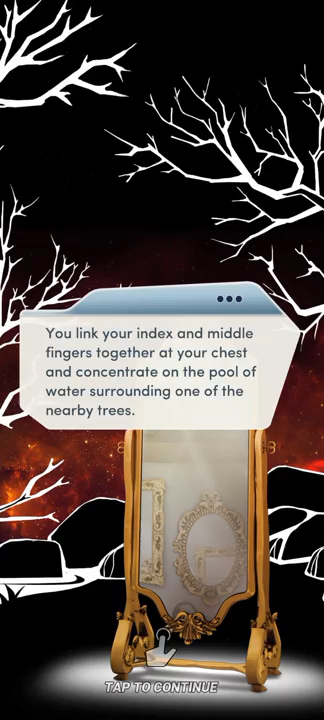 You link your index and middle
fingers together at your chest
and concentrate on the pool of
water surrounding one of the
nearby trees.
TAP TO CONTINUE